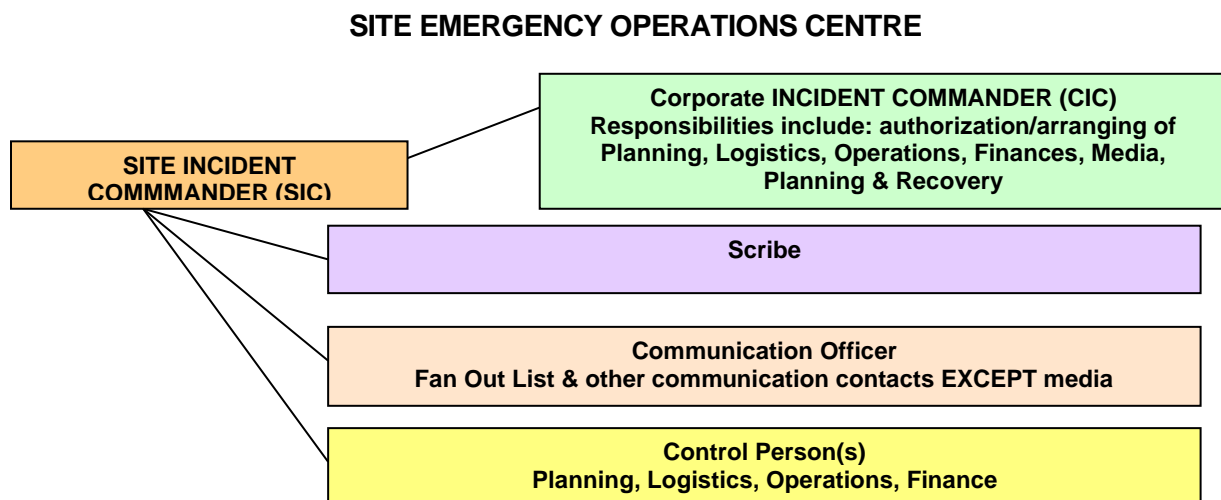 SITE EMERGENCY OPERATIONS CENTRE
Corporate INCIDENT COMMANDER (CIC)
Responsibilities include: authorization/arranging of
Planning, Logistics, Operations, Finances, Media,
Planning & Recovery
SITE INCIDENT
COMMMANDER (SIC)
Scribe
Communication Officer
Fan Out List & other communication contacts EXCEPT media
Control Person(s)
Planning, Logistics, Operations, Finance